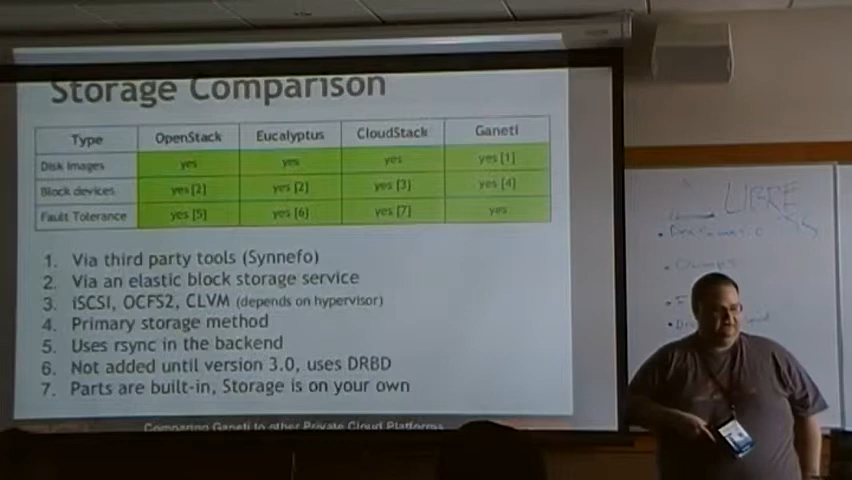 Storage Comparison
Type OpenStack Eucalyptus CloudStack Ganeti
Disk Images yes yes yes yes [1]
Block devices yes [2] yes [2] yes [3] yes [4]
Fault Tolerance yes [5] yes [6] yes [7] yes
1. Via third party tools (Synnefo)
2. Via an elastic block storage service
3. iSCSI, OCFS2, CLVM (depends on hypervisor)
4. Primary storage method
5. Uses rsync in the backend
6. Not added until version 3.0, uses DRBD
7. Parts are built-in, Storage is on your own
Comparing Ganeti to other Private Cloud Platforms
LIBRE